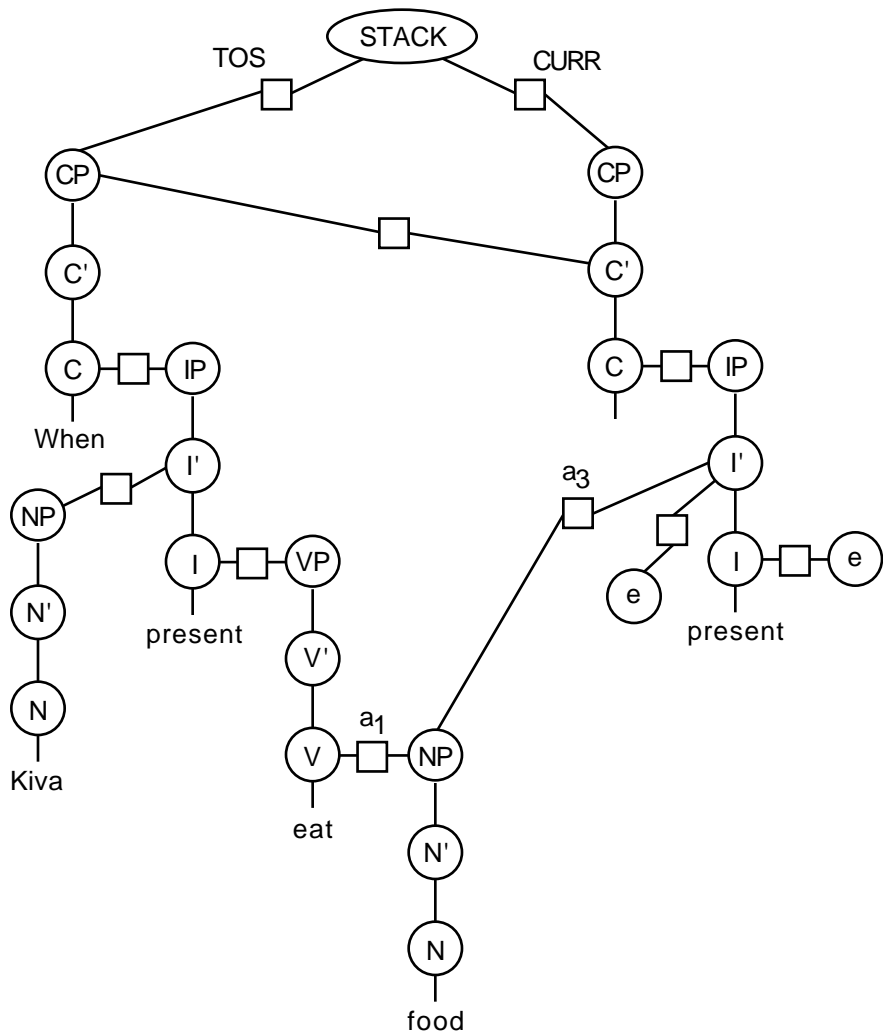 STACK
TOS
CURR
CP
CP
C'
C'
C
IP
C
IP
When
I'
I'
a3
NP
I
VP
e
I
e
N'
present
present
V'
N
a1
V
NP
Kiva
eat
N'
N
food